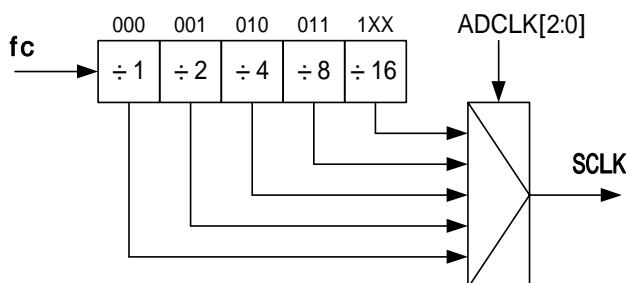 000 001 010 011 1XX
ADCLK[2:0]
fc
÷ 1 ÷ 2 ÷ 4 ÷ 8 ÷ 16
SCLK